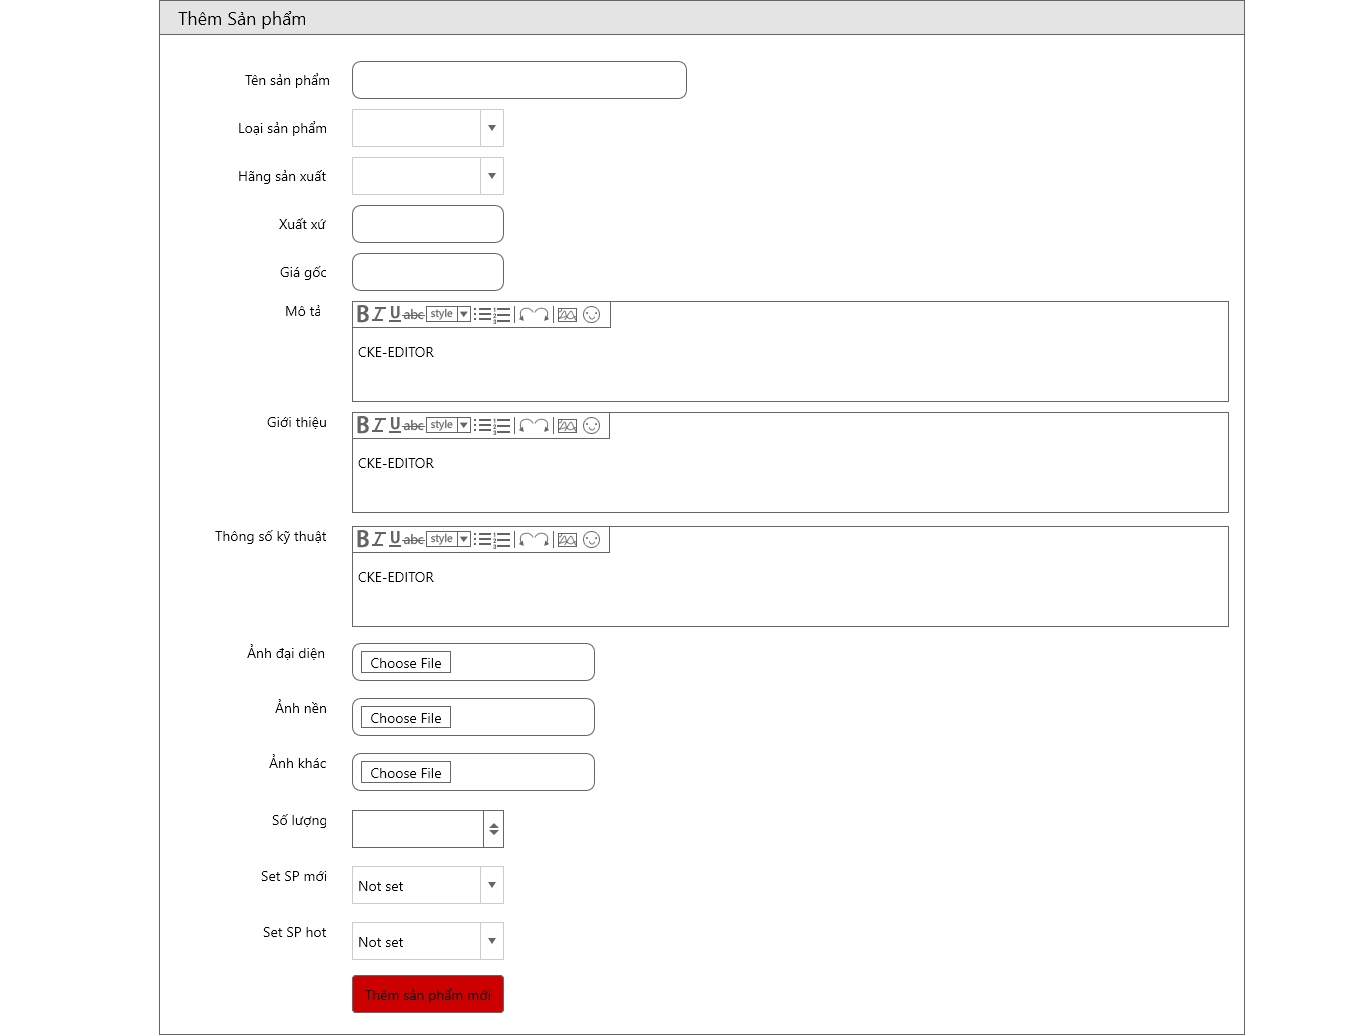 Thêm Sản phẩm
Tên sản phẩm
Loại sản phẩm
Hãng sản xuất
Xuất xứ
Giá gốc
Mô tả
B I U abc style
CKE-EDITOR
Giới thiệu
B I U abc style
CKE-EDITOR
Thông số kỹ thuật
B I U abc style
CKE-EDITOR
Ảnh đại diện
Choose File
Ảnh nền
Choose File
Ảnh khác
Choose File
Số lượng
Set SP mới
Not set
Set SP hot
Not set
Thêm sản phẩm mới